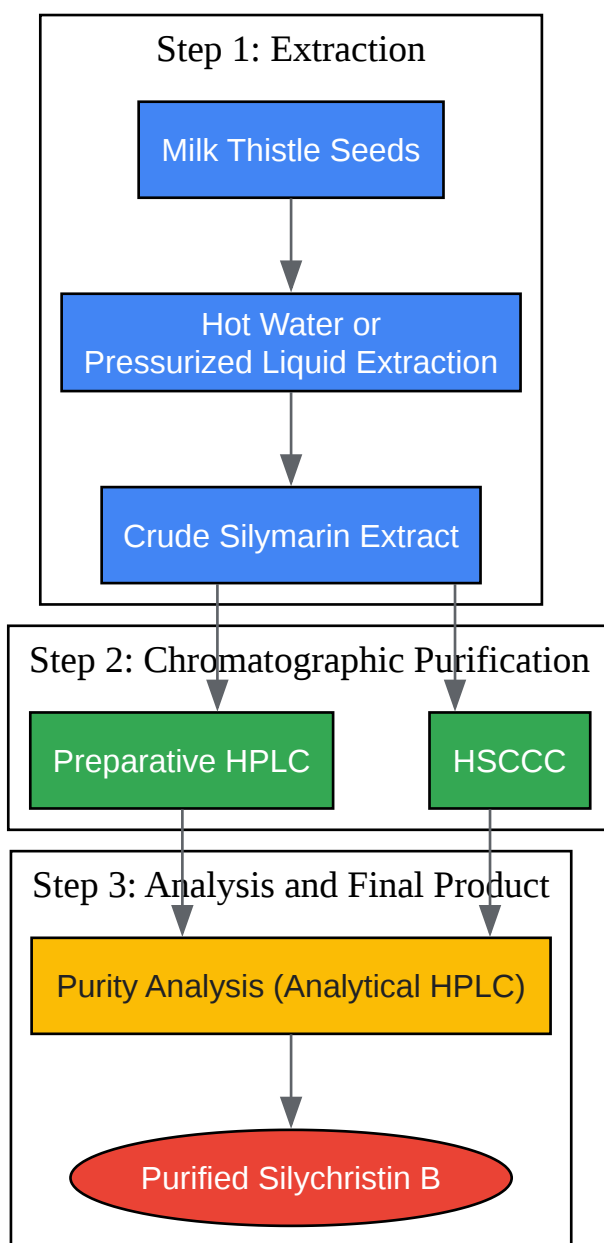 Step 1: Extraction
Milk Thistle Seeds
Hot Water or
Pressurized Liquid Extraction
Crude Silymarin Extract
Step 2: Chromatographic Purification
Preparative HPLC
HSCCC
Step 3: Analysis and Final Product
Purity Analysis (Analytical HPLC)
Purified Silychristin B